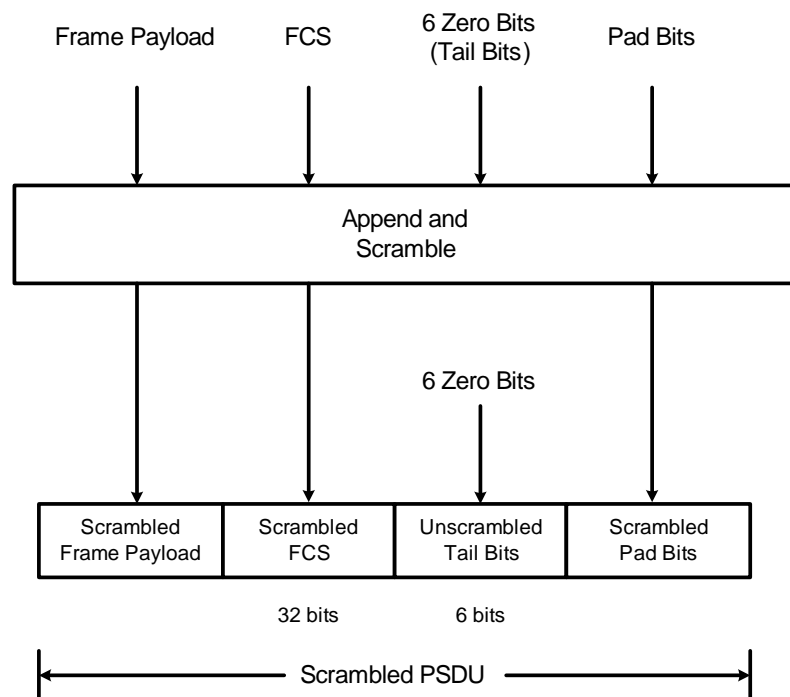 Frame Payload
FCS
6 Zero Bits
(Tail Bits)
Pad Bits
Append and
Scramble
6 Zero Bits
Scrambled
Frame Payload
Scrambled
FCS
Unscrambled
Tail Bits
Scrambled
Pad Bits
32 bits
6 bits
Scrambled PSDU